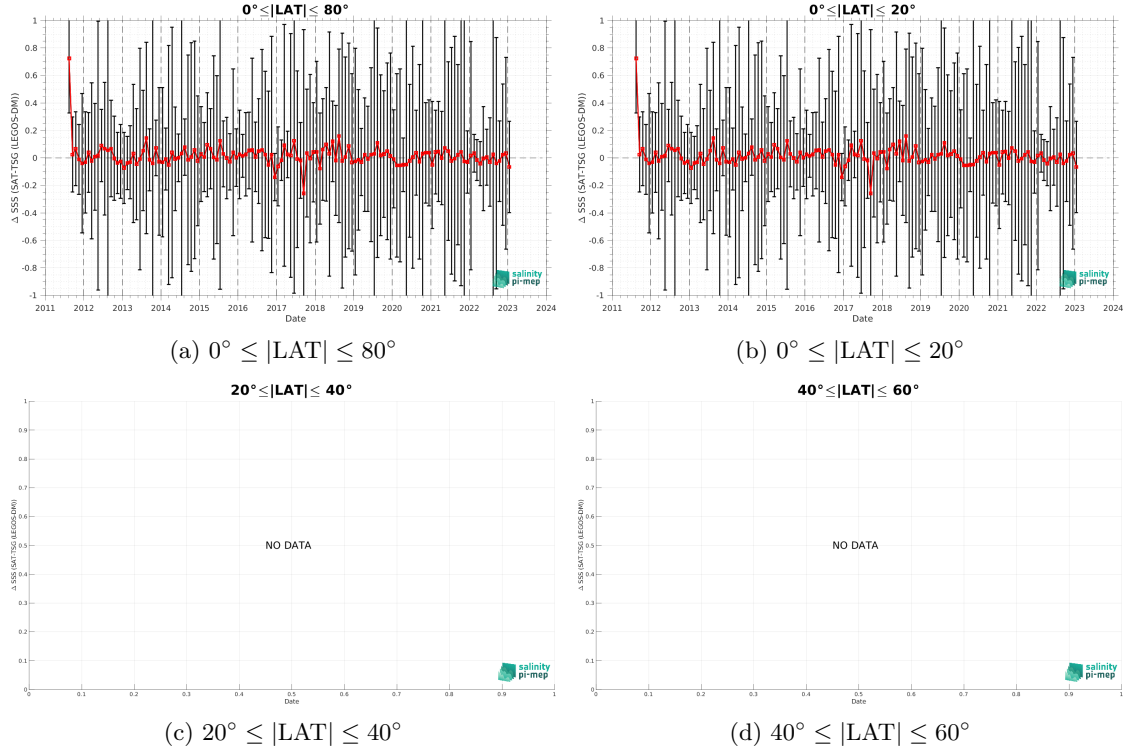 0°≤|LAT|≤ 80°
1
0.8
0.6
0.4
0.2
0
-0.2
-0.4
-0.6
-0.8
-1
Δ SSS (SAT-TSG (LEGOS-DM))
2011 2012 2013 2014 2015 2016 2017 2018 2019 2020 2021 2022 2023 2024
Date
salinity
pi-mep
(a) 0° ≤ |LAT| ≤ 80°
0°≤|LAT|≤ 20°
1
0.8
0.6
0.4
0.2
0
-0.2
-0.4
-0.6
-0.8
-1
Δ SSS (SAT-TSG (LEGOS-DM))
2011 2012 2013 2014 2015 2016 2017 2018 2019 2020 2021 2022 2023 2024
Date
salinity
pi-mep
(b) 0° ≤ |LAT| ≤ 20°
20°≤|LAT|≤ 40°
1
0.9
0.8
0.7
0.6
0.5
0.4
0.3
0.2
0.1
0
Δ SSS (SAT-TSG (LEGOS-DM))
NO DATA
0 0.1 0.2 0.3 0.4 0.5 0.6 0.7 0.8 0.9 1
Date
salinity
pi-mep
(c) 20° ≤ |LAT| ≤ 40°
40°≤|LAT|≤ 60°
1
0.9
0.8
0.7
0.6
0.5
0.4
0.3
0.2
0.1
0
Δ SSS (SAT-TSG (LEGOS-DM))
NO DATA
0 0.1 0.2 0.3 0.4 0.5 0.6 0.7 0.8 0.9 1
Date
salinity
pi-mep
(d) 40° ≤ |LAT| ≤ 60°